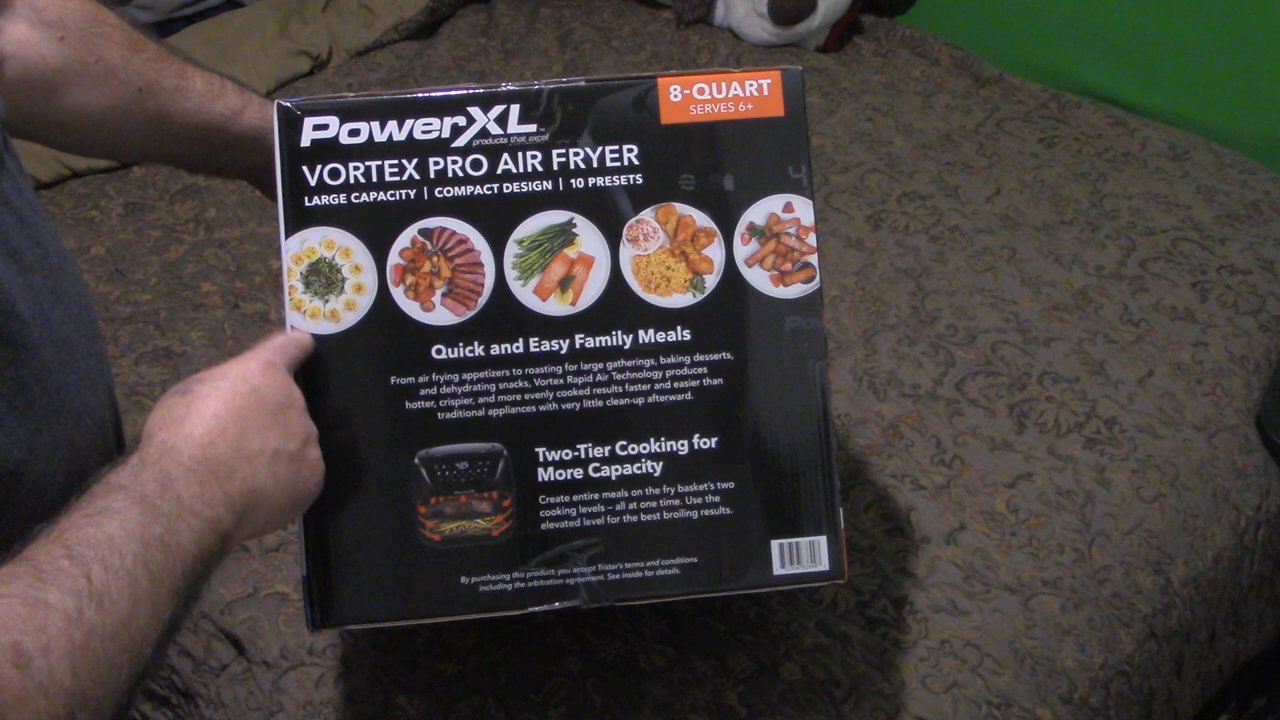 8-QUART
SERVES 6+
PowerXL
products that excel
VORTEX PRO AIR FRYER
LARGE CAPACITY | COMPACT DESIGN | 10 PRESETS
Quick and Easy Family Meals
From air frying appetizers to roasting for large gatherings, baking desserts,
and dehydrating snacks, Vortex Rapid Air Technology produces
hotter, crispier, and more evenly cooked results faster and easier than
traditional appliances with very little clean-up afterward.
Two-Tier Cooking for
More Capacity
Create entire meals on the fry basket's two
cooking levels – all at one time. Use the
elevated level for the best broiling results.
By purchasing this product, you accept Tristar's terms and conditions
including the arbitration agreement. See inside for details.